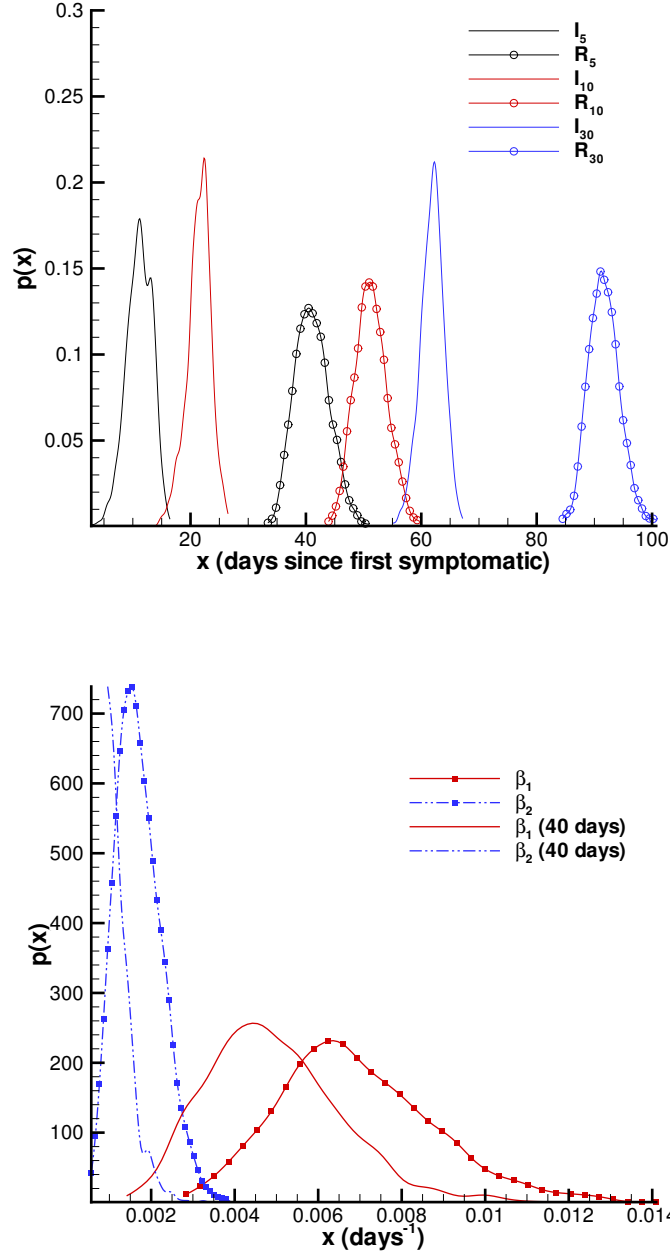 0.3
I5
R5
I10
R10
I30
R30
0.25
0.2
0.15
0.1
0.05
p(x)
20 40 60 80 100
x (days since first symptomatic)
700
600
500
400
300
200
100
p(x)
β1
β2
β1 (40 days)
β2 (40 days)
0.002 0.004 0.006 0.008 0.01 0.012 0.014
x (days-1)